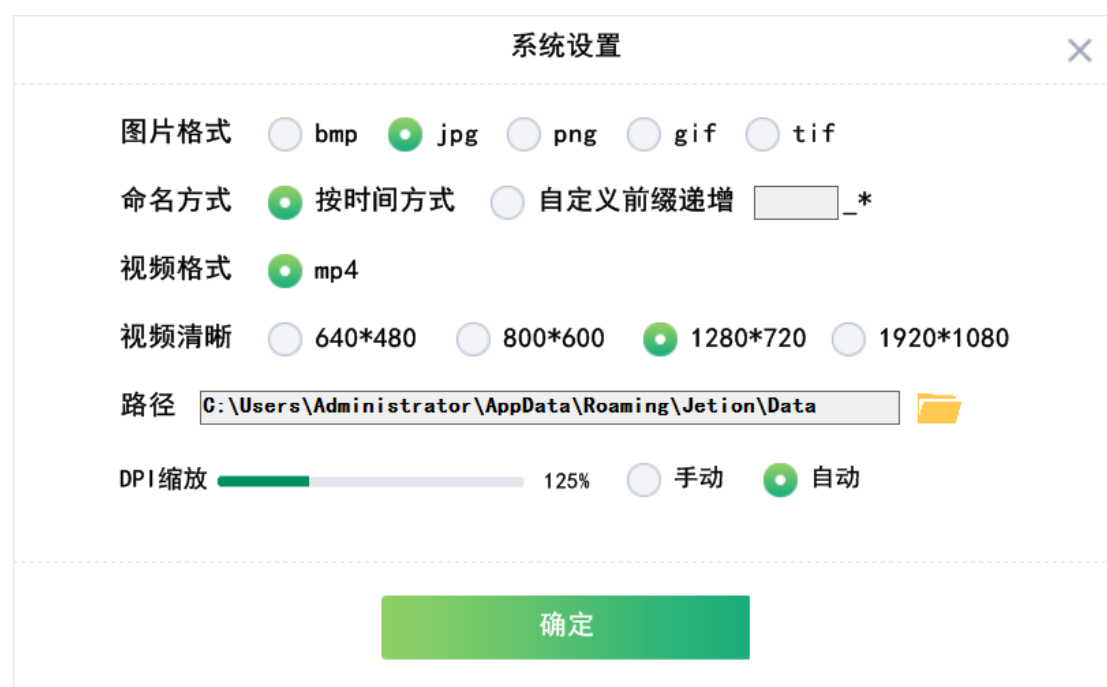 系统设置
图片格式 bmp jpg png gif tif
命名方式 按时间方式 自定义前缀递增 _*
视频格式 mp4
视频清晰 640*480 800*600 1280*720 1920*1080
路径 C:\Users\Administrator\AppData\Roaming\Jetion\Data
DPI缩放 125% 手动 自动
确定